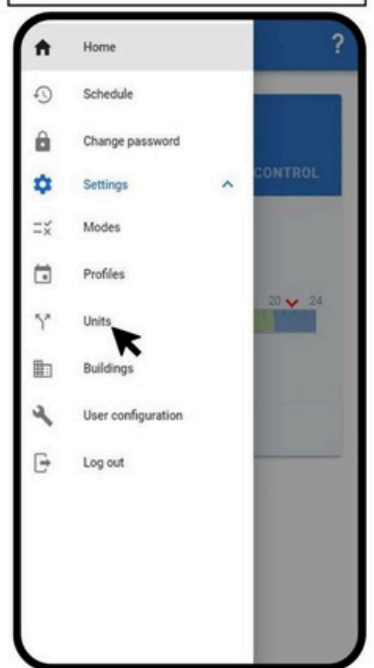 Home
?
Schedule
Change password
CONTROL
Settings
Modes
Profiles
20 24
Units
Buildings
User configuration
Log out